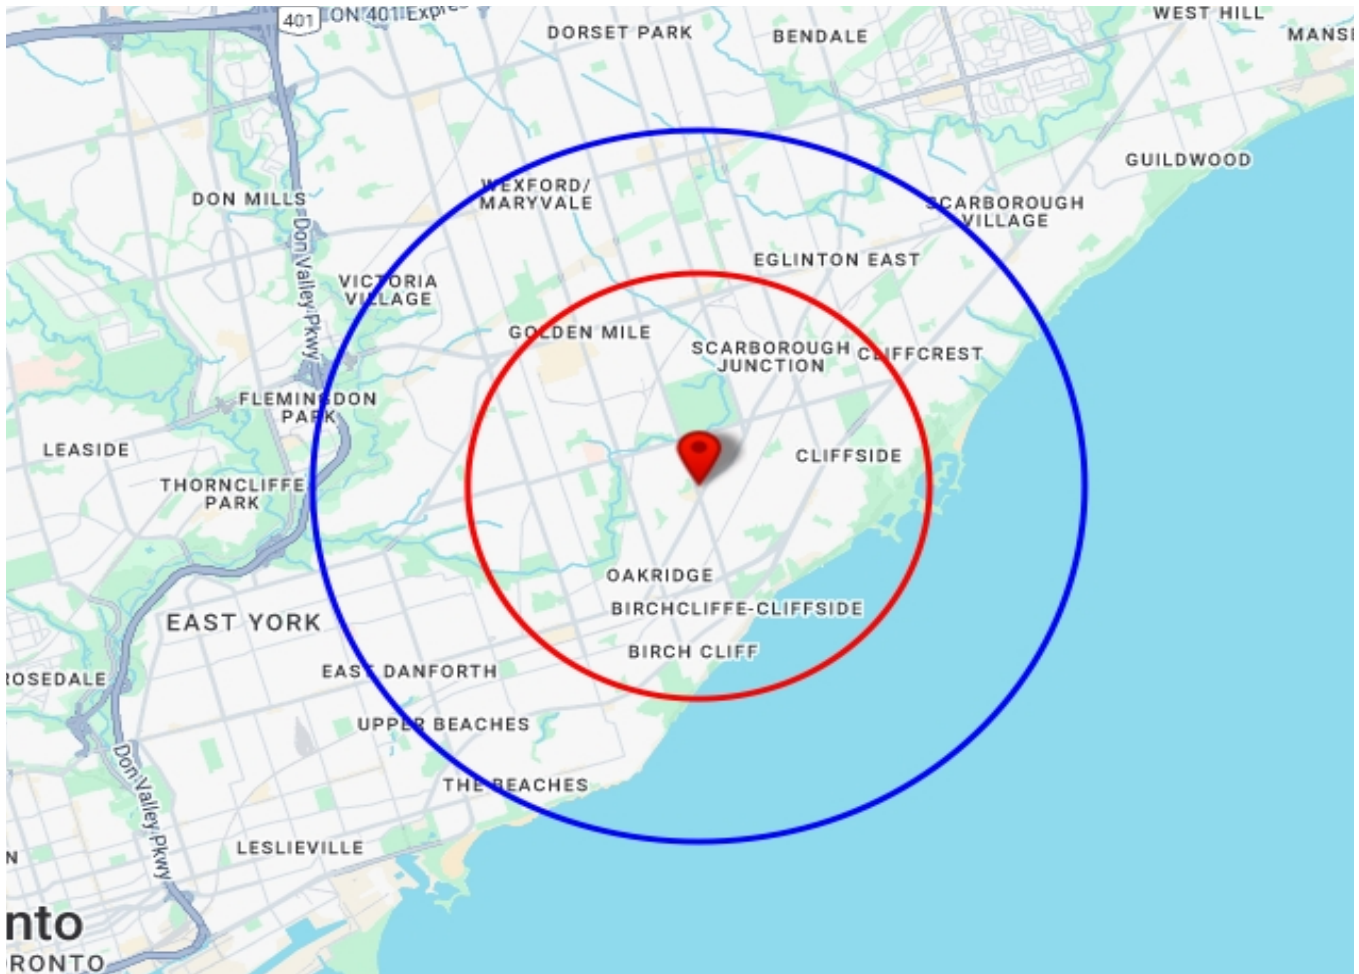 401
ON 401 Expres
DORSET PARK
BENDALE
WEST HILL
MANSE
GUILDWOOD
DON MILLS
WEXFORD/
MARYVALE
SCARBOROUGH
VILLAGE
Don Valley Pkwy
EGLINTON EAST
VICTORIA
VILLAGE
GOLDEN MILE
SCARBOROUGH
JUNCTION
CLIFFCREST
FLEMINGDON
PARK
LEASIDE
CLIFFSIDE
THORNCLIFFE
PARK
OAKRIDGE
BIRCHCLIFFE-CLIFFSIDE
EAST YORK
BIRCH CLIFF
ROSEDALE
EAST DANFORTH
UPPER BEACHES
Don Valley Pkwy
THE BEACHES
LESLIEVILLE
N
nto
RONTO